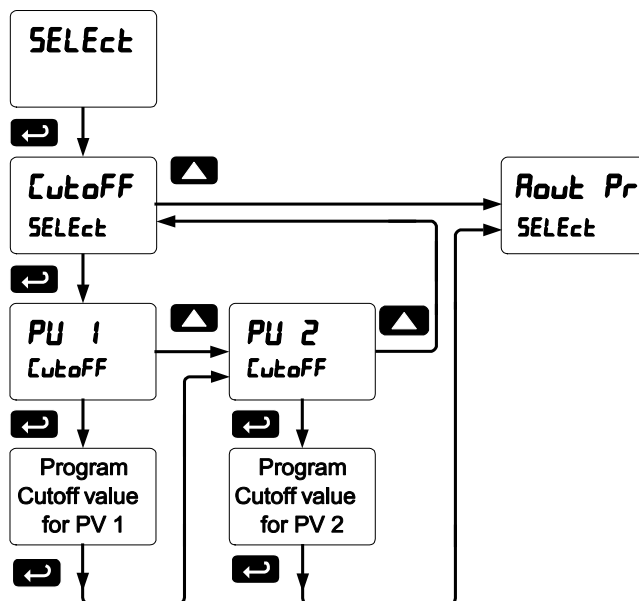 SELEct
CutoFF
SELEct
Aout Pr
SELEct
PU 1
CutoFF
PU 2
CutoFF
Program
Cutoff value
for PV 1
Program
Cutoff value
for PV 2